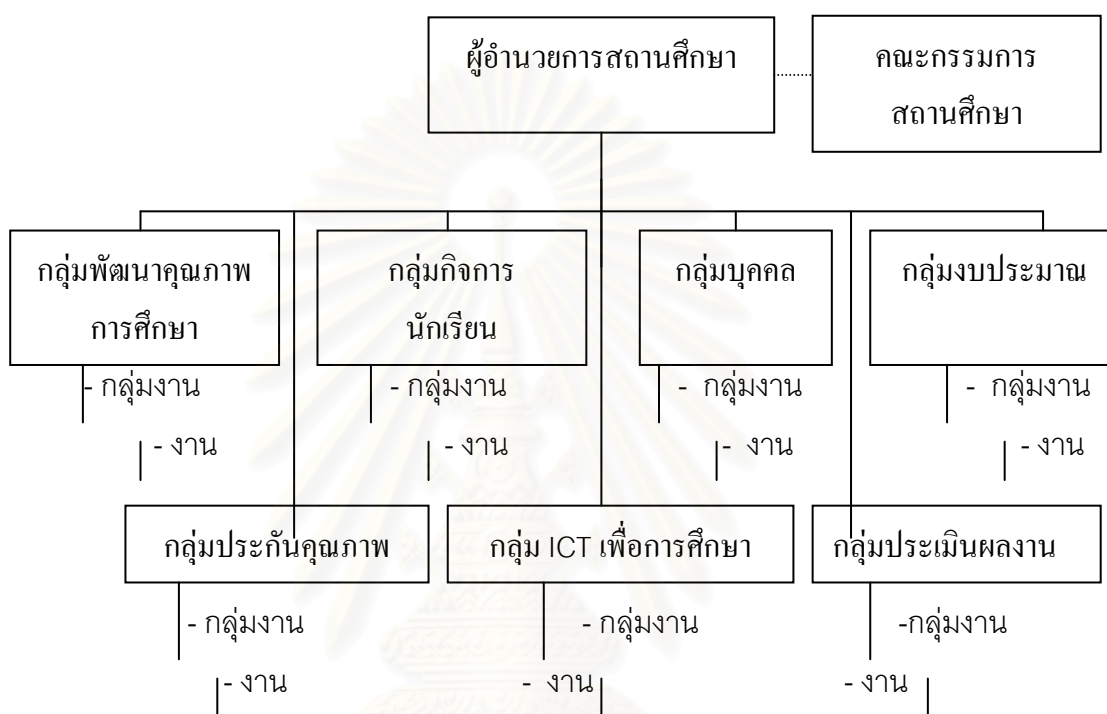 ผู้อำนวยการสถานศึกษา
คณะกรรมการ
สถานศึกษา
กลุ่มพัฒนาคุณภาพ
การศึกษา
กลุ่มกิจการ
นักเรียน
กลุ่มบุคคล
กลุ่มงบประมาณ
- กลุ่มงาน
- กลุ่มงาน
- กลุ่มงาน
- กลุ่มงาน
- งาน
- งาน
- งาน
- งาน
กลุ่มประกันคุณภาพ
กลุ่ม ICT เพื่อการศึกษา
กลุ่มประเมินผลงาน
- กลุ่มงาน
- กลุ่มงาน
-กลุ่มงาน
- งาน
- งาน
- งาน